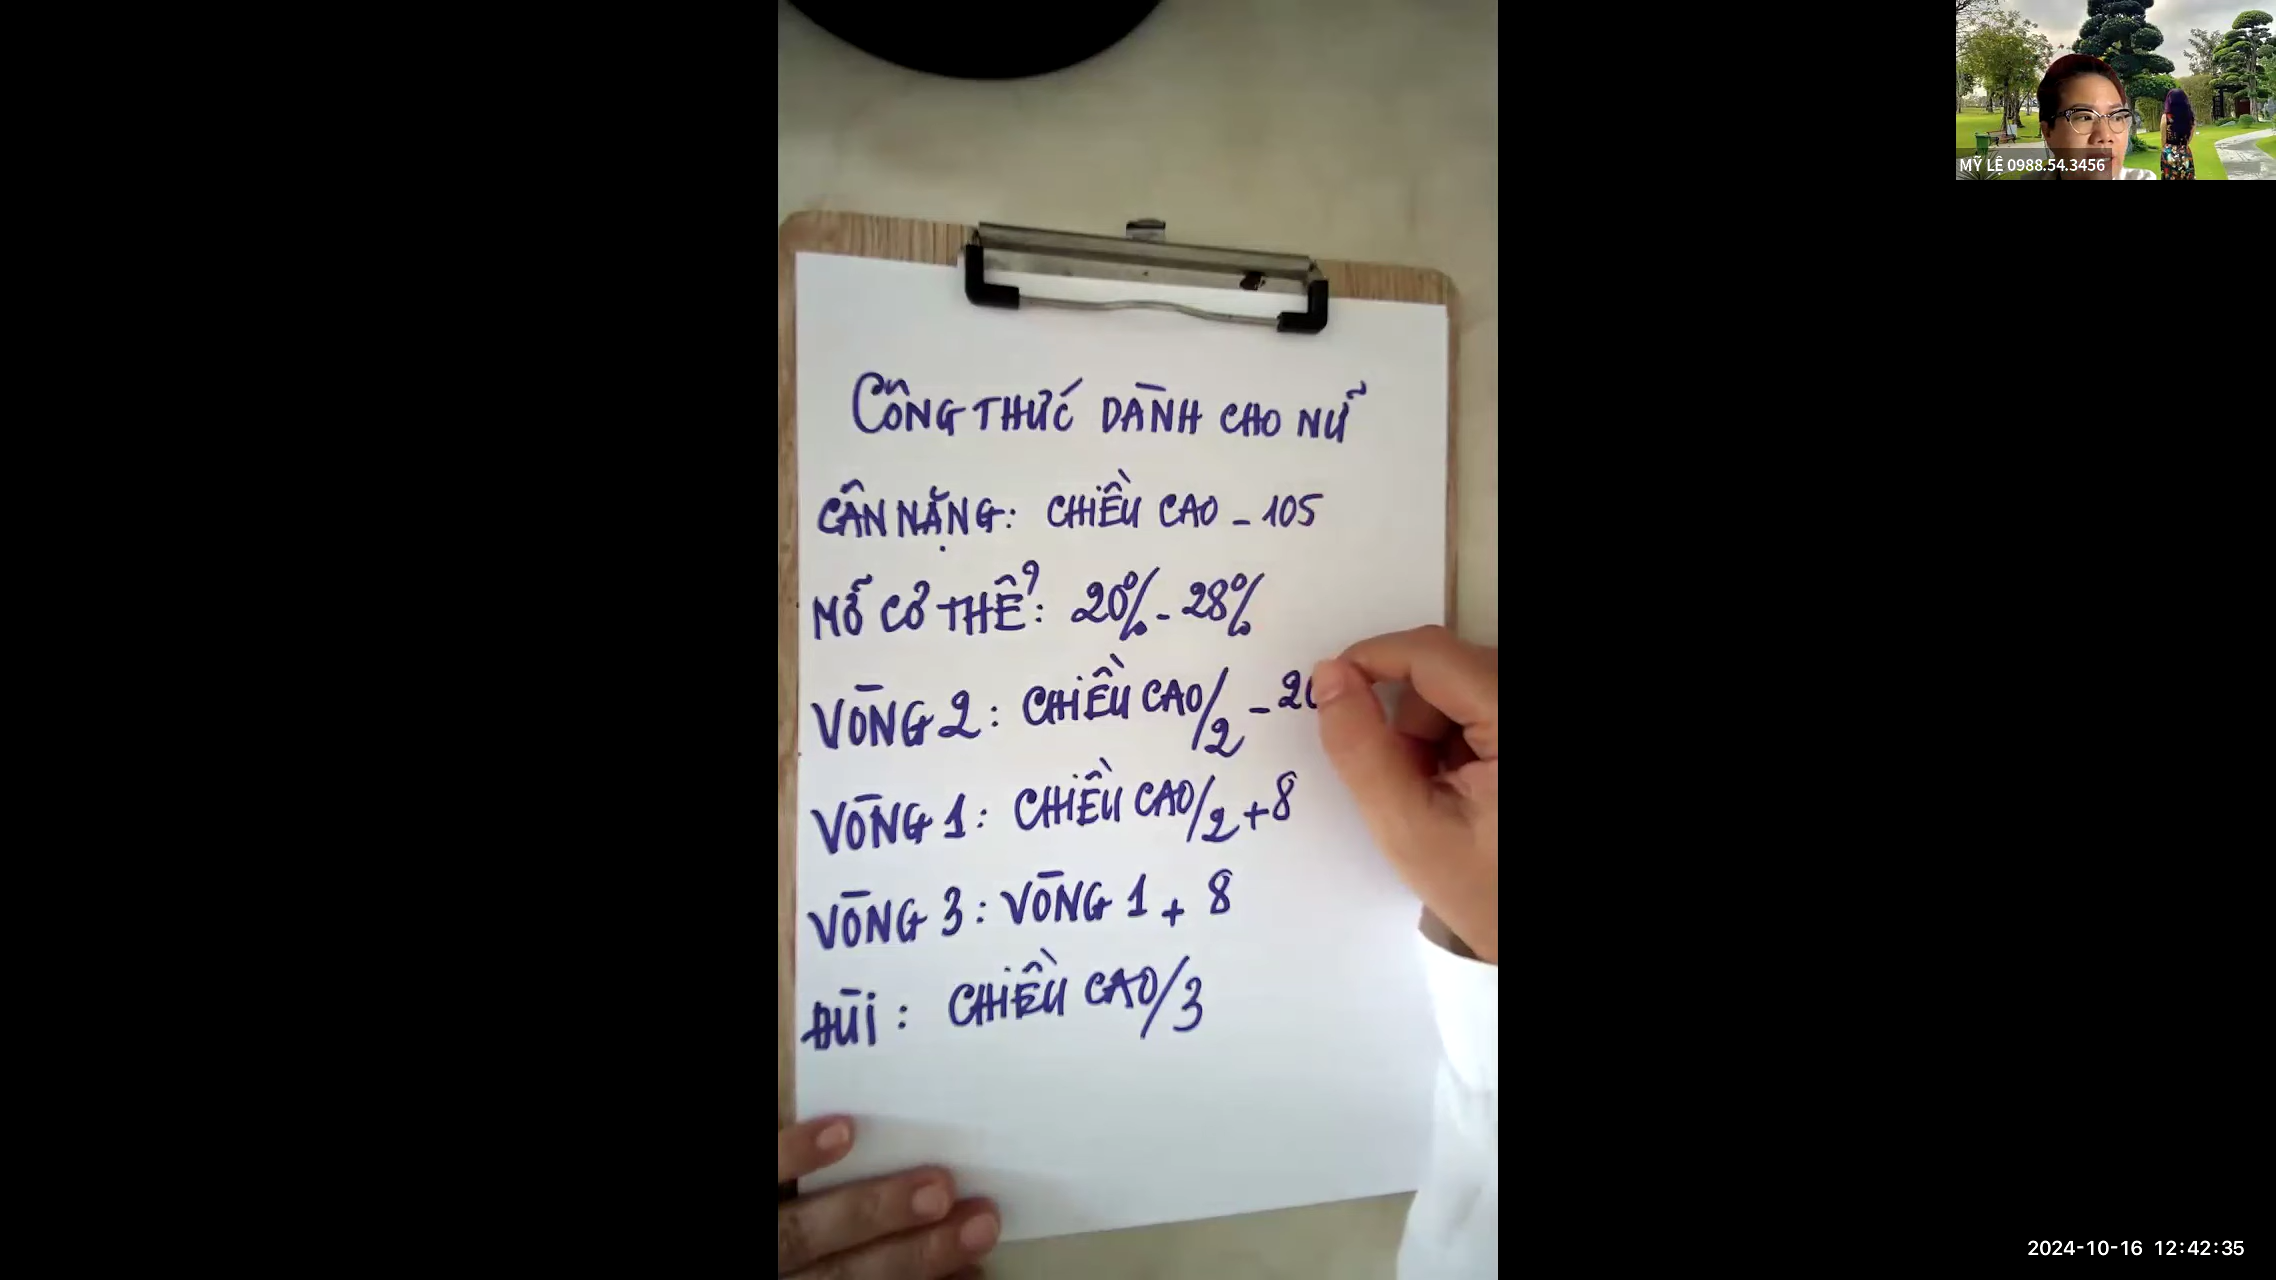 CÔNG THỨC DÀNH CHO NỮ
CÂN NẶNG: CHIỀU CAO - 105
MỠ CƠ THỂ: 20% - 28%
VÒNG 2: CHIỀU CAO/2 -
VÒNG 1: CHIỀU CAO/2 + 8
VÒNG 3: VÒNG 1 + 8
ĐÙI: CHIỀU CAO/3
MỸ LỆ 0988.54.3456
2024-10-16 12:42:35